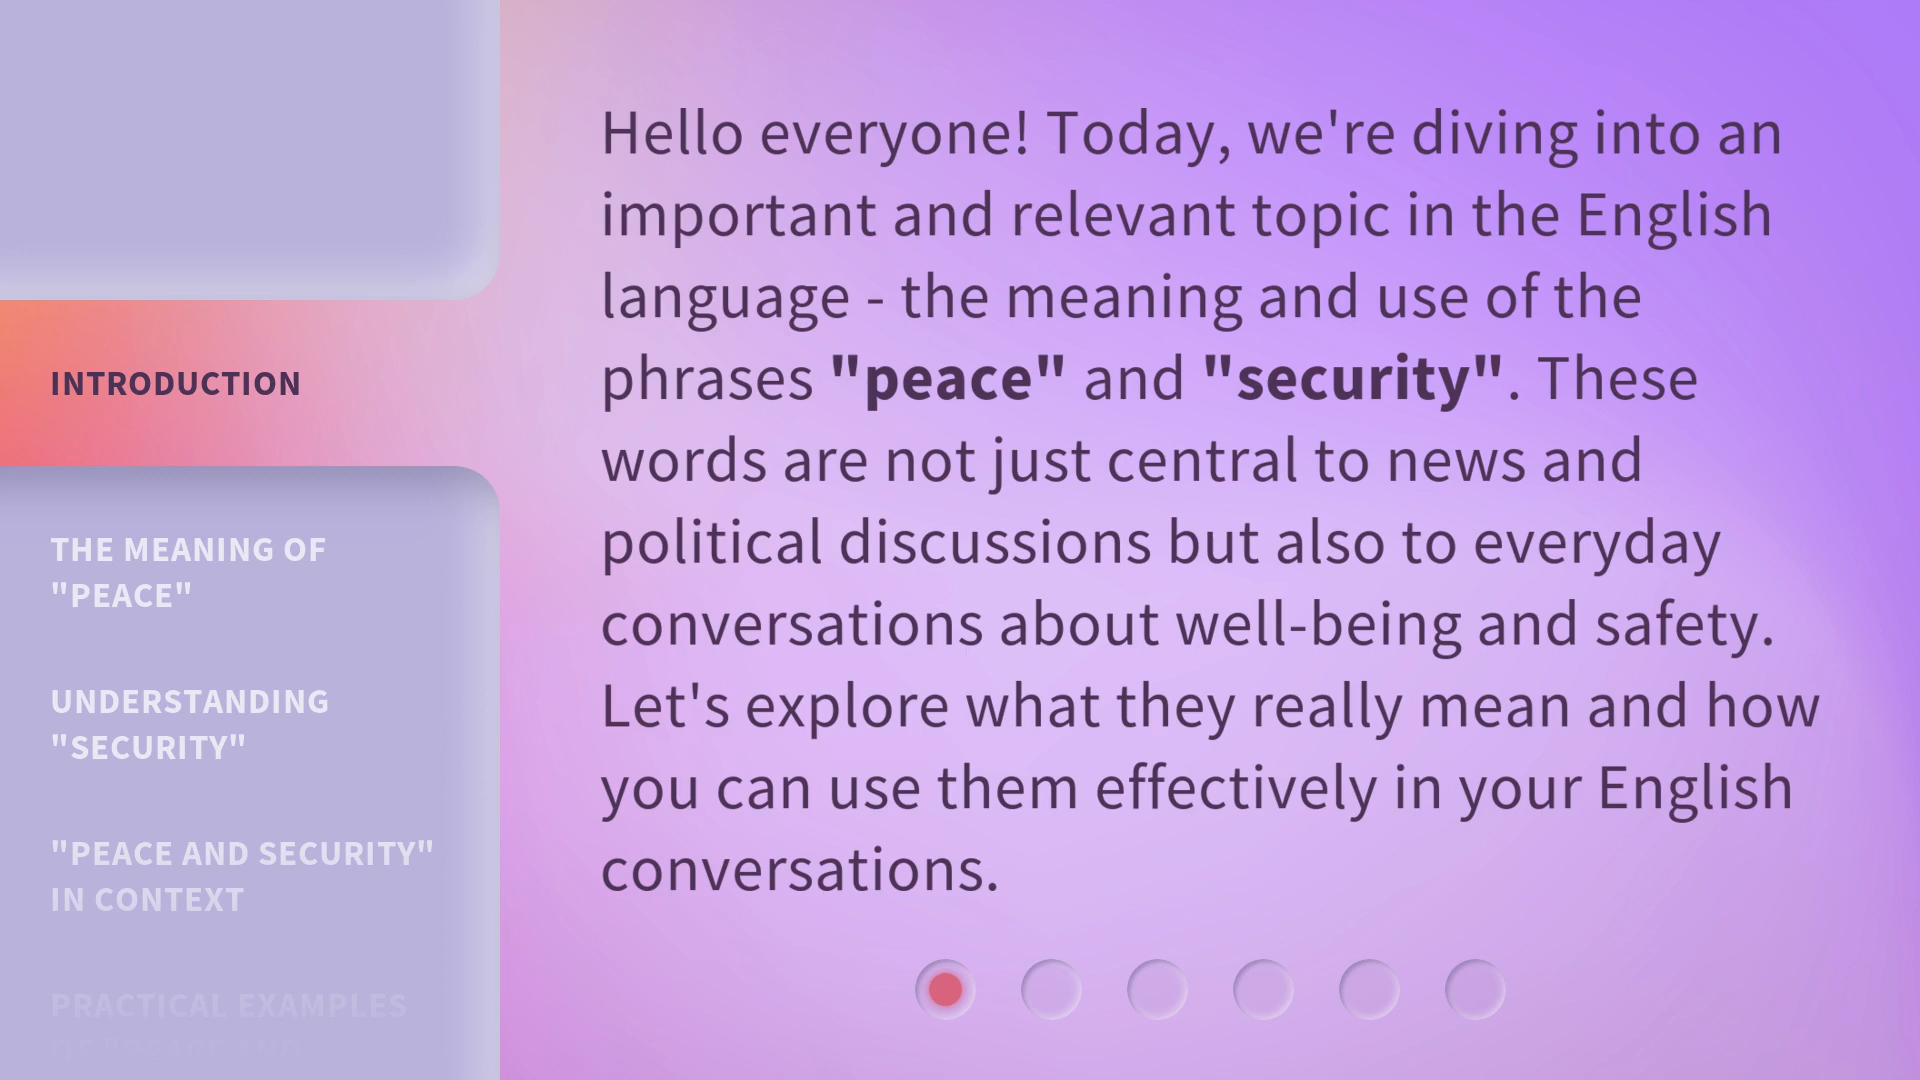 INTRODUCTION
THE MEANING OF
"PEACE"
UNDERSTANDING
"SECURITY"
"PEACE AND SECURITY"
IN CONTEXT
PRACTICAL EXAMPLES
OF "PEACE AND
Hello everyone! Today, we're diving into an
important and relevant topic in the English
language - the meaning and use of the
phrases "peace" and "security". These
words are not just central to news and
political discussions but also to everyday
conversations about well-being and safety.
Let's explore what they really mean and how
you can use them effectively in your English
conversations.